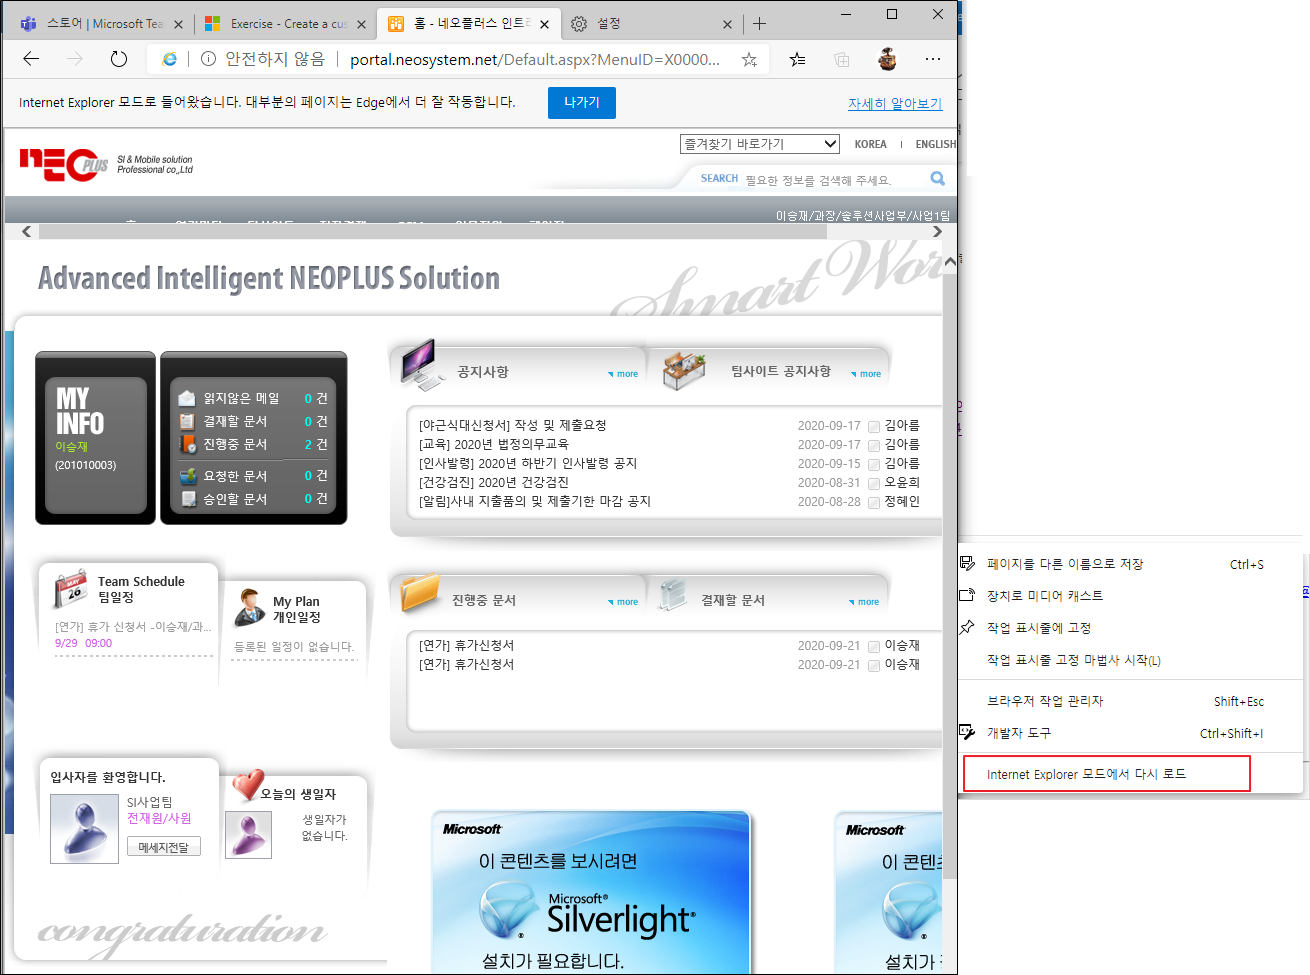 스토어 | Microsoft Tea
Exercise - Create a cus
홈 - 네오플러스 인트리
설정
안전하지 않음
portal.neosystem.net/Default.aspx?MenuID=X0000...
Internet Explorer 모드로 들어왔습니다. 대부분의 페이지는 Edge에서 더 잘 작동합니다.
나가기
자세히 알아보기
neo PLUS
SI & Mobile solution
Professional co.,Ltd
즐겨찾기 바로가기
KOREA
ENGLISH
SEARCH
필요한 정보를 검색해 주세요.
이승재/과장/솔루션사업부/사업1팀
Advanced Intelligent NEOPLUS Solution
Smart Wor
MY
INFO
이승재
(201010003)
읽지않은 메일 0 건
결재할 문서 0 건
진행중 문서 2 건
요청한 문서 0 건
승인할 문서 0 건
공지사항
more
팀사이트 공지사항
more
[야근식대신청서] 작성 및 제출요청 2020-09-17 김아름
[교육] 2020년 법정의무교육 2020-09-17 김아름
[인사발령] 2020년 하반기 인사발령 공지 2020-09-15 김아름
[건강검진] 2020년 건강검진 2020-08-31 오윤희
[알림]사내 지출품의 및 제출기한 마감 공지 2020-08-28 정혜인
MAY
26
Team Schedule
팀일정
[연가] 휴가 신청서 -이승재/과...
9/29 09:00
My Plan
개인일정
등록된 일정이 없습니다.
진행중 문서
more
결재할 문서
more
[연가] 휴가신청서 2020-09-21 이승재
[연가] 휴가신청서 2020-09-21 이승재
입사자를 환영합니다.
SI사업팀
전재원/사원
메세지전달
오늘의 생일자
생일자가
없습니다.
congraturation
Microsoft
이 콘텐츠를 보시려면
Microsoft®
Silverlight
설치가 필요합니다.
Microsoft
이 콘텐
설치가
페이지를 다른 이름으로 저장 Ctrl+S
장치로 미디어 캐스트
작업 표시줄에 고정
작업 표시줄 고정 마법사 시작(L)
브라우저 작업 관리자 Shift+Esc
개발자 도구 Ctrl+Shift+I
Internet Explorer 모드에서 다시 로드